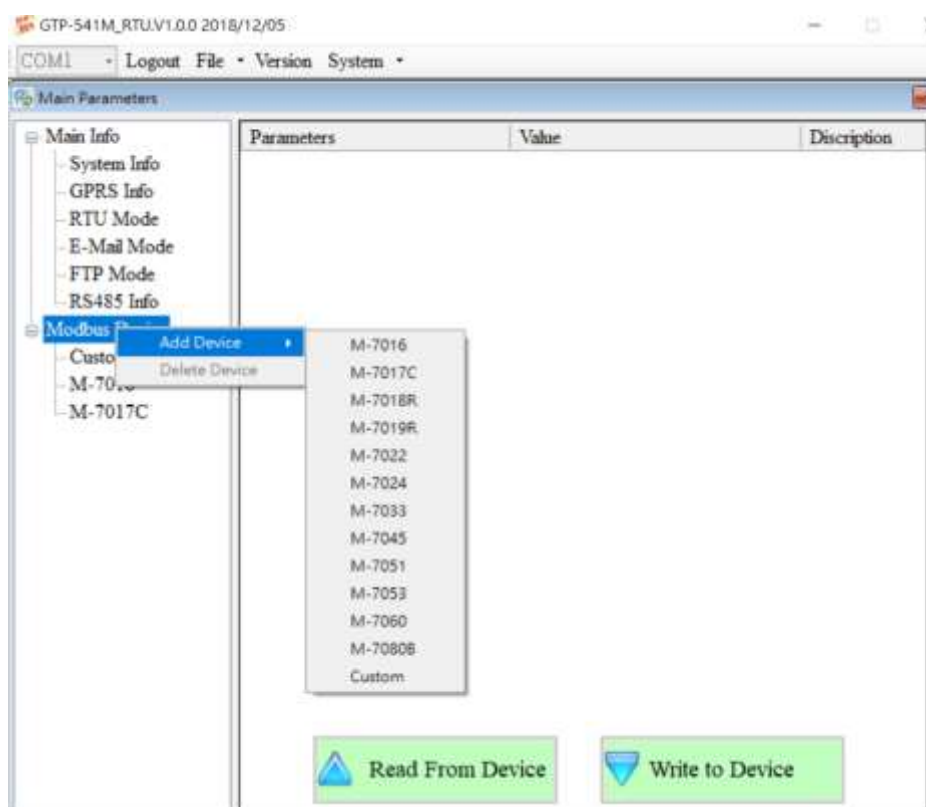 GTP-541M_RTU.V1.0.0 2018/12/05
COM1 Logout File Version System
Main Parameters
Main Info
System Info
GPRS Info
RTU Mode
E-Mail Mode
FTP Mode
RS485 Info
Modbus
Custo
M-7016
M-7017C
Parameters Value Discription
Add Device
Delete Device
M-7016
M-7017C
M-7018R
M-7019R
M-7022
M-7024
M-7033
M-7045
M-7051
M-7053
M-7060
M-7080B
Custom
Read From Device Write to Device